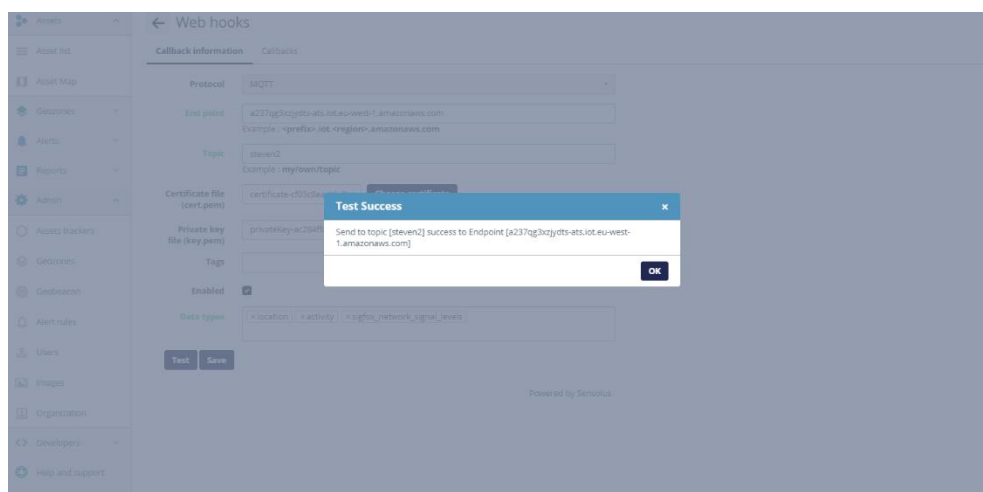 Assets
Asset list
Asset Map
Geozones
Alerts
Reports
Admin
Assets trackers
Geozones
Geobeacon
Alert rules
Users
Images
Organization
Developers
Help and support
← Web hooks
Callback information Callbacks
Protocol MQTT
End point a237qg3xzjydts-ats.iot.eu-west-1.amazonaws.com
Example : <prefix>.iot.<region>.amazonaws.com
Topic steven2
Example : my/own/topic
Certificate file
(cert.pem)
Private key
file (key.pem)
Tags
Enabled
Data types × location × activity × sigfox_network_signal_levels
Test Save
Powered by Sensolus
Test Success ×
Send to topic [steven2] success to Endpoint [a237qg3xzjydts-ats.iot.eu-west-
1.amazonaws.com]
OK